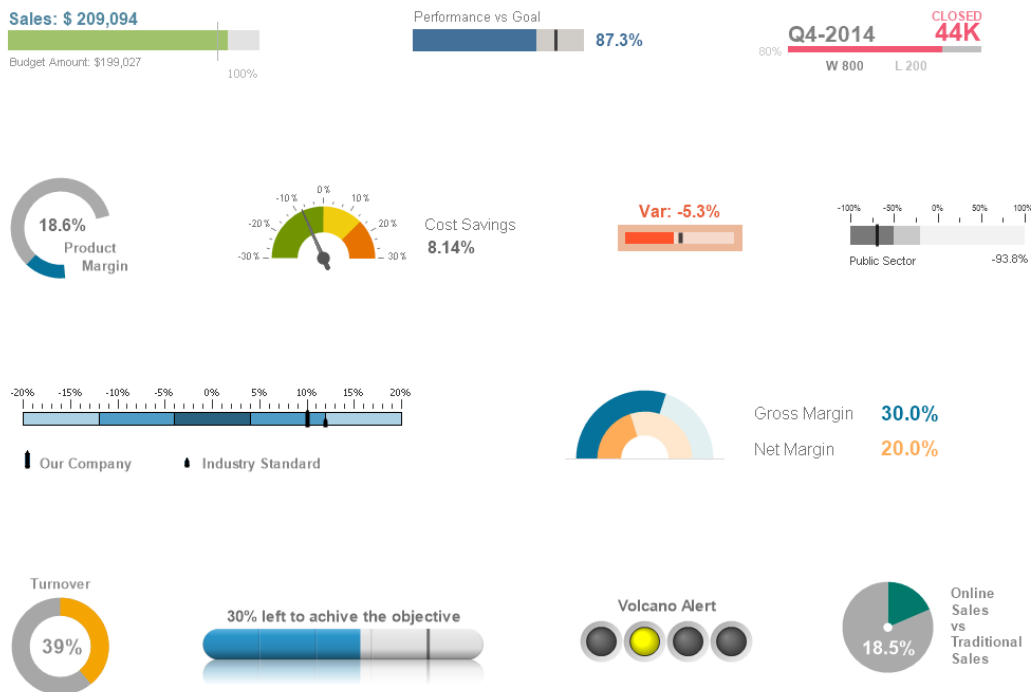 Sales: $ 209,094
Budget Amount: $199,027
100%
Performance vs Goal
87.3%
CLOSED
Q4-2014 44K
80%
W 800 L 200
18.6%
Product
Margin
-30% -20% -10% 0% 10% 20% 30%
Cost Savings
8.14%
Var: -5.3%
-100% -50% 0% 50% 100%
Public Sector -93.8%
-20% -15% -10% -5% 0% 5% 10% 15% 20%
Our Company Industry Standard
Gross Margin 30.0%
Net Margin 20.0%
Turnover
39%
30% left to achive the objective
Volcano Alert
18.5%
Online
Sales
vs
Traditional
Sales